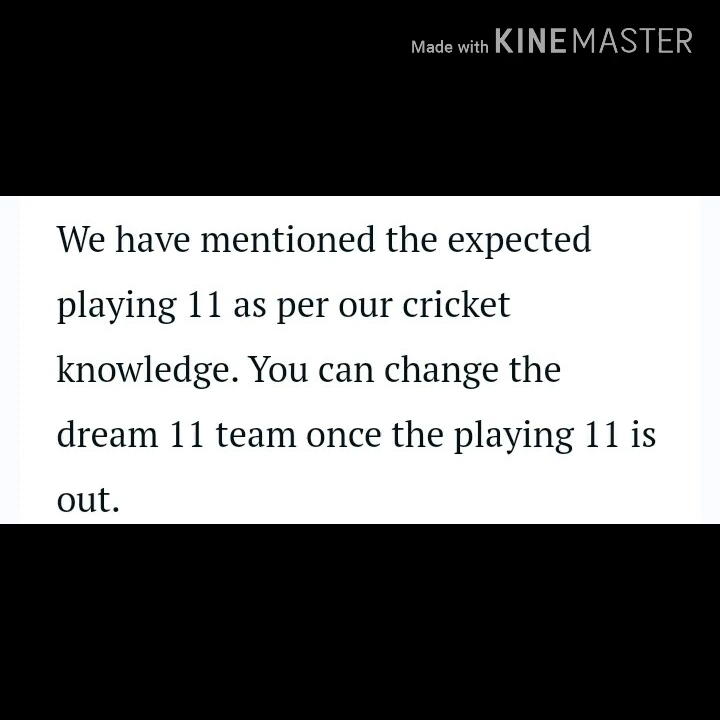 Made with KINEMASTER
We have mentioned the expected
playing 11 as per our cricket
knowledge. You can change the
dream 11 team once the playing 11 is
out.